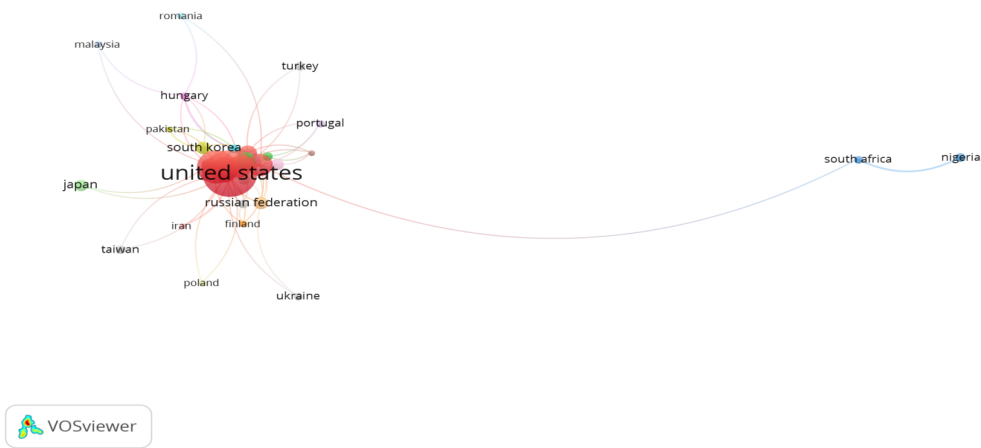 romania
malaysia
turkey
hungary
portugal
pakistan
south korea
south africa
nigeria
united states
japan
russian federation
iran
finland
taiwan
poland
ukraine
VOSviewer